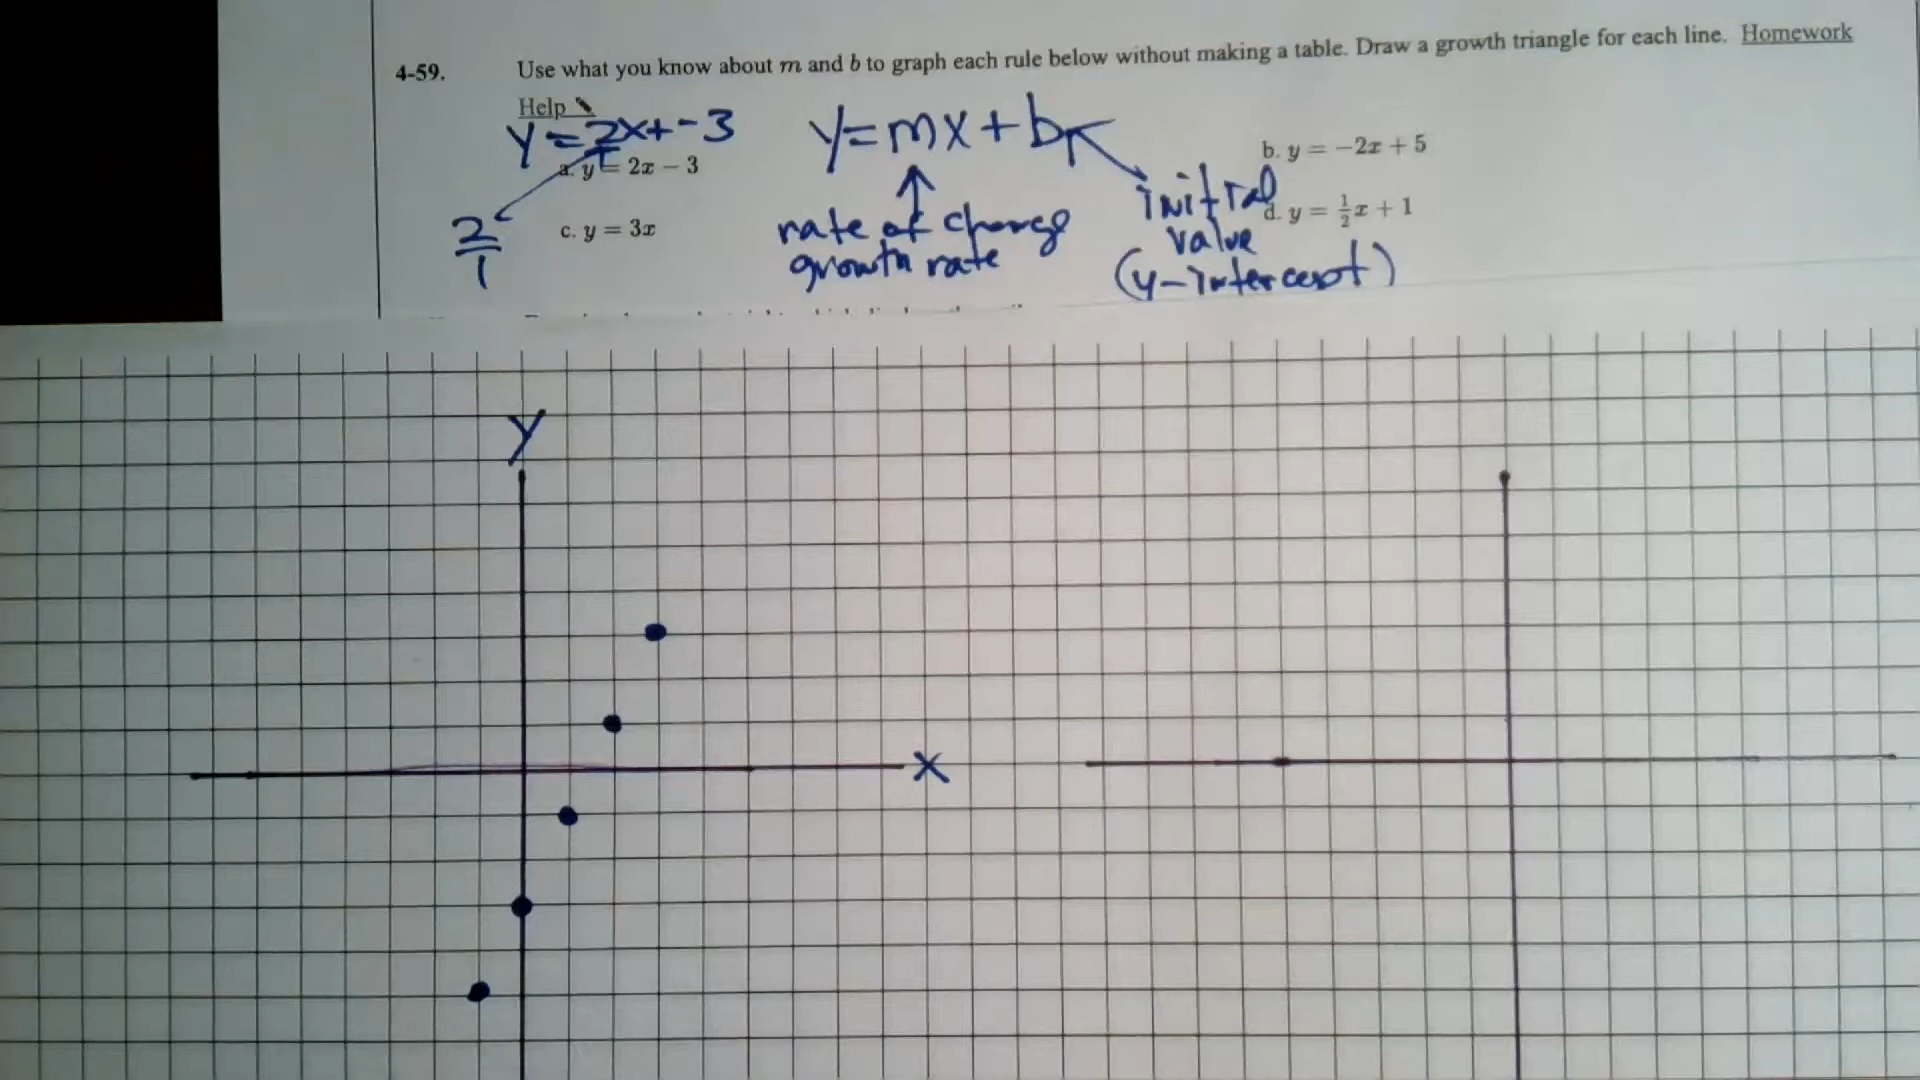 4-59. Use what you know about m and b to graph each rule below without making a table. Draw a growth triangle for each line. Homework
Help
y = 2x + -3
y = mx + b
a. y = 2x − 3
b. y = −2x + 5
2/1
c. y = 3x
rate of change
growth rate
initial
value
(y-intercept)
d. y = 1/2x + 1
Y
X